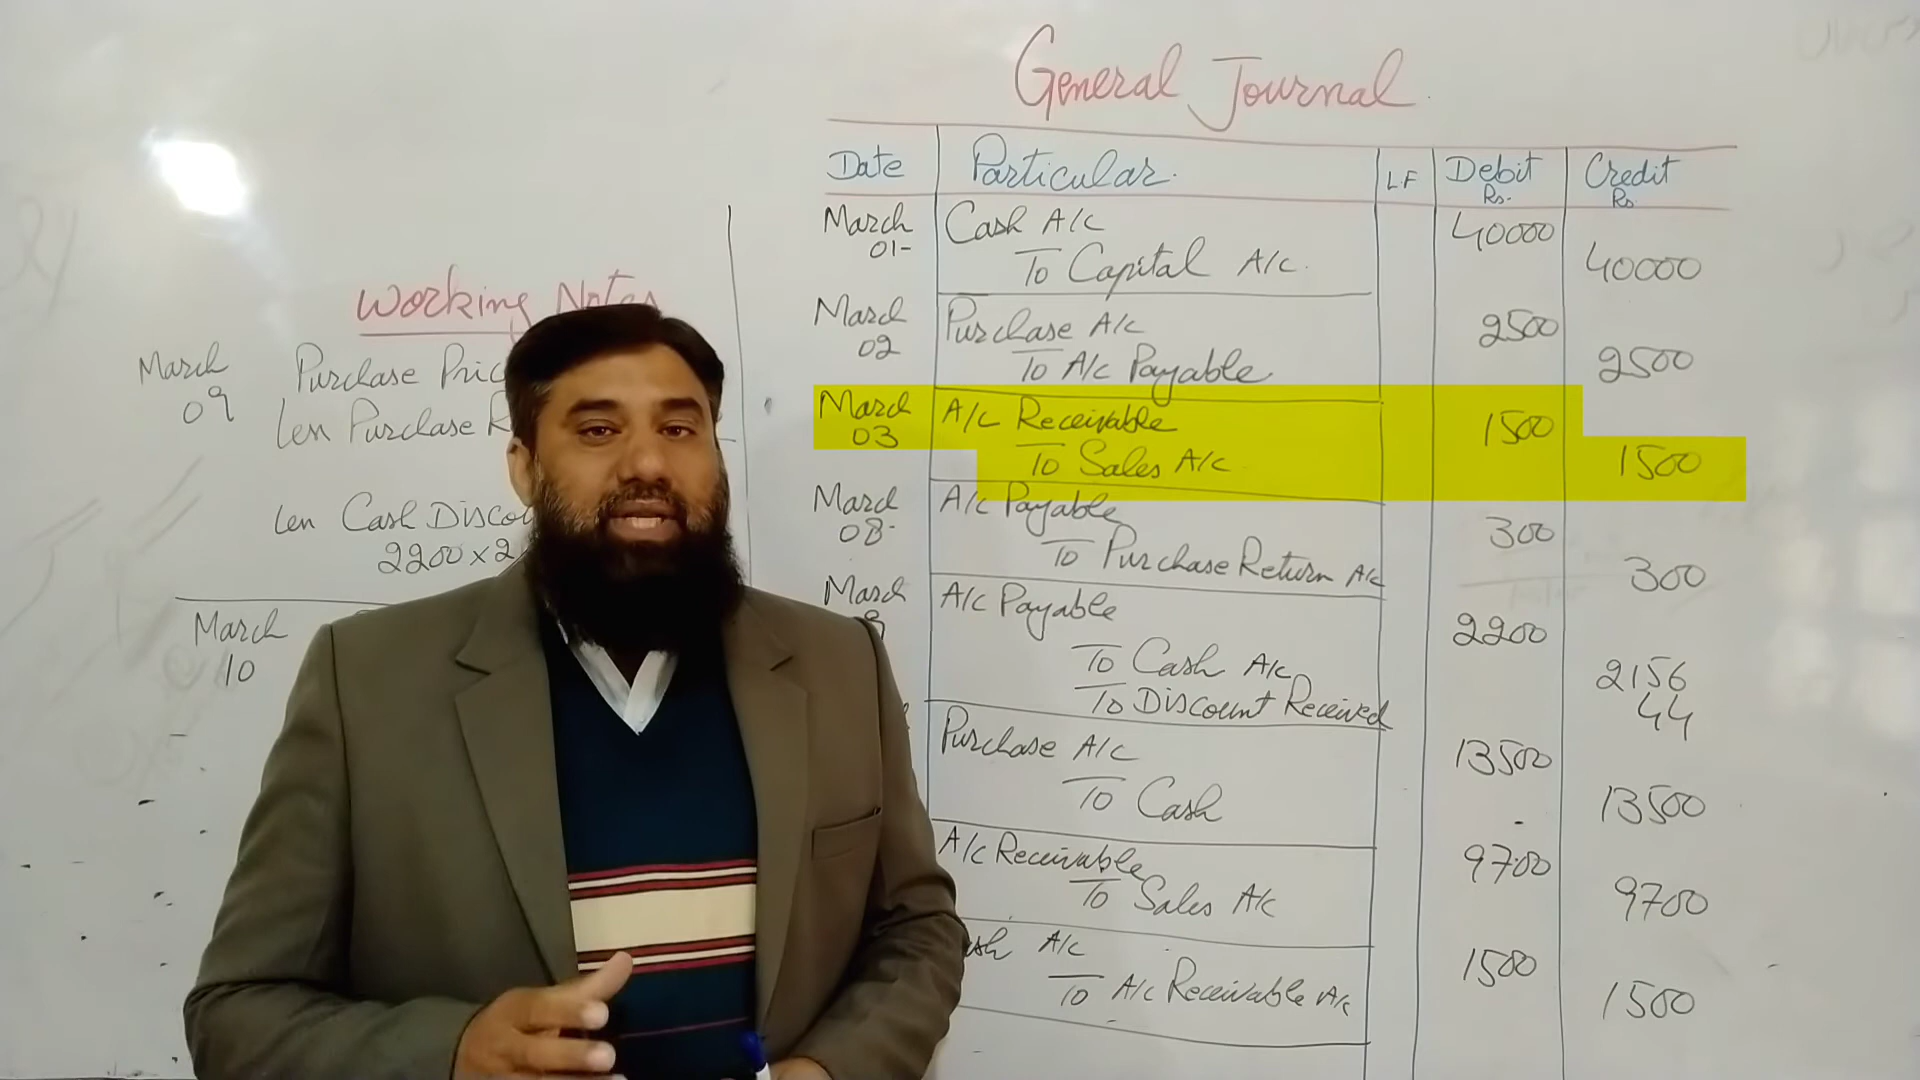 General Journal
Date Particular. L.F Debit Rs. Credit Rs.
March 01- Cash A/c 40000
To Capital A/c. 40000
March 02 Purchase A/c 2500
To A/c Payable 2500
March 03 A/c Receivable 1500
To Sales A/c 1500
March 08- A/c Payable 300
To Purchase Return A/c 300
March 9 A/c Payable 2200
To Cash A/c 2156
To Discount Received 44
Purchase A/c 13500
To Cash 13500
A/c Receivable 9700
To Sales A/c 9700
A/c 1500
To A/c Receivable A/c 1500
Working Notes
March 09 Purchase
Less Purchase
Less Cash
2200 x 2
March 10